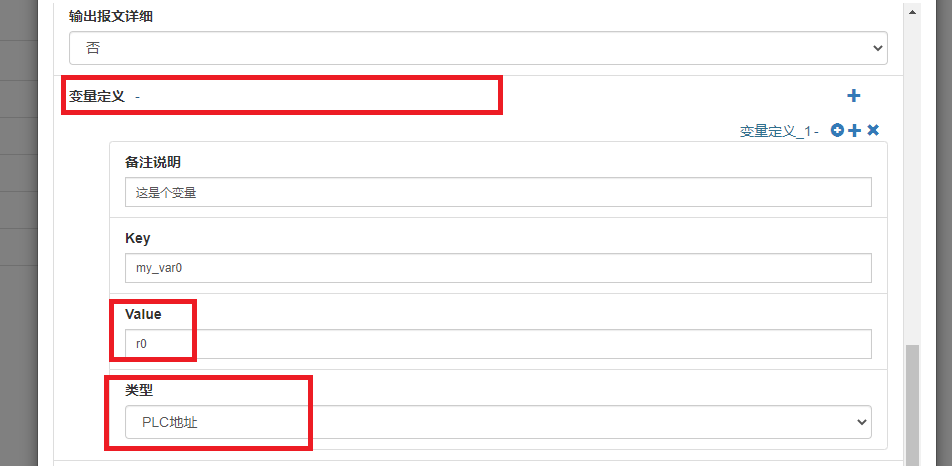 输出报文详细
否
变量定义 -
变量定义_1 -
备注说明
这是个变量
Key
my_var0
Value
r0
类型
PLC地址